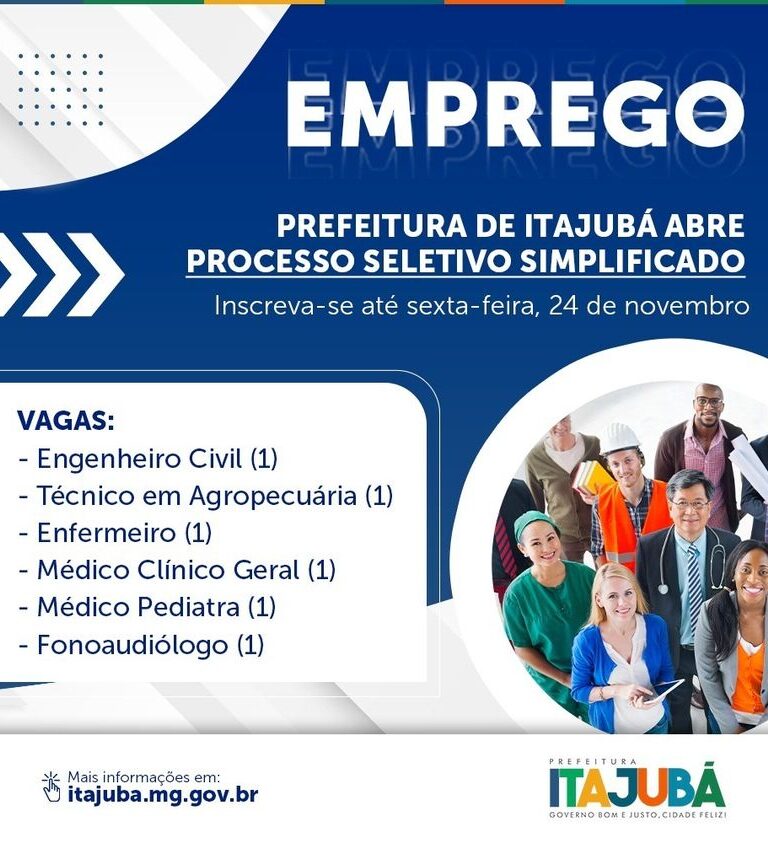 EMPREGO
PREFEITURA DE ITAJUBÁ ABRE
PROCESSO SELETIVO SIMPLIFICADO
Inscreva-se até sexta-feira, 24 de novembro
VAGAS:
- Engenheiro Civil (1)
- Técnico em Agropecuária (1)
- Enfermeiro (1)
- Médico Clínico Geral (1)
- Médico Pediatra (1)
- Fonoaudiólogo (1)
Mais informações em:
itajuba.mg.gov.br
PREFEITURA
ITAJUBÁ
GOVERNO BOM E JUSTO, CIDADE FELIZ!